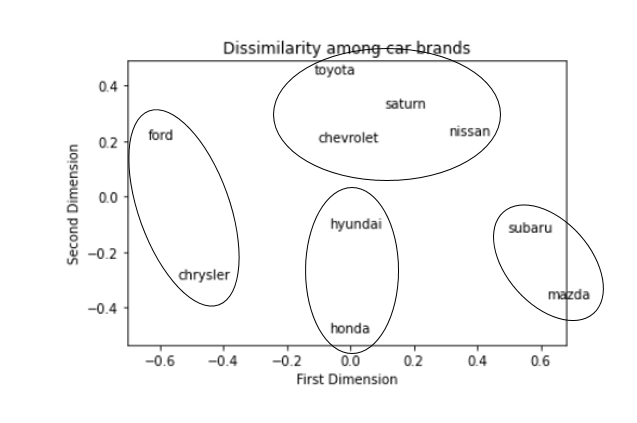 Dissimilarity among car brands
toyota
0.4
saturn
ford
chevrolet
nissan
0.2
0.0
hyundai
subaru
−0.2
chrysler
mazda
−0.4
honda
Second Dimension
−0.6
−0.4
−0.2
0.0
0.2
0.4
0.6
First Dimension